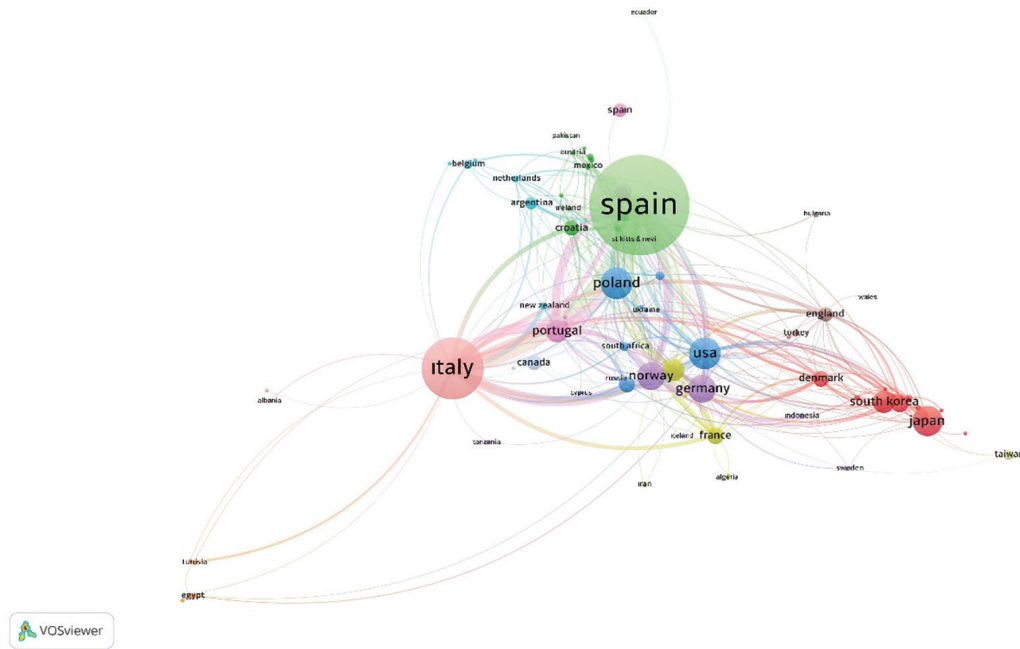 ecuador
spain
pakistan
austria
mexico
belgium
netherlands
argentina
ireland
croatia
spain
st kitts & nevi
bulgaria
poland
wales
new zealand
ukraine
england
portugal
turkey
south africa
usa
italy
canada
russia
norway
denmark
germany
cyprus
albania
south korea
indonesia
japan
tanzania
iceland
france
taiwan
sweden
iran
algeria
tunisia
egypt
VOSviewer